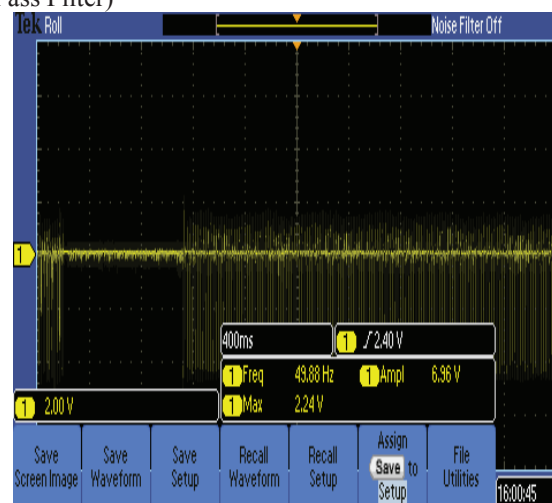 ass Filter)
Tek Roll Noise Filter Off
1
400ms 1 ∫ 2.40 V
1 Freq 49.88 Hz 1 Ampl 6.96 V
1 2.00 V 1 Max 2.24 V
Save Screen Image
Save Waveform
Save Setup
Recall Waveform
Recall Setup
Assign Save to Setup
File Utilities
16:00:45